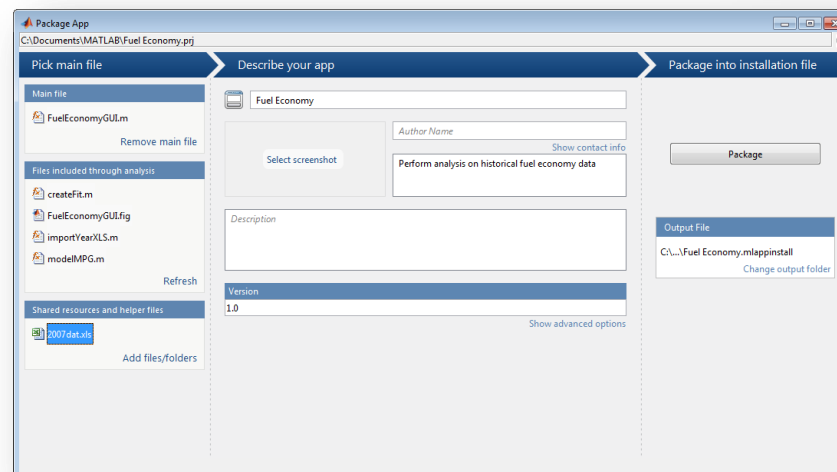 Package App
C:\Documents\MATLAB\Fuel Economy.prj
Pick main file
Describe your app
Package into installation file
Main file
FuelEconomyGUI.m
Remove main file
Files included through analysis
createFit.m
FuelEconomyGUI.fig
importYearXLS.m
modelMPG.m
Refresh
Shared resources and helper files
2007dat.xls
Add files/folders
Fuel Economy
Select screenshot
Author Name
Show contact info
Perform analysis on historical fuel economy data
Description
Version
1.0
Show advanced options
Package
Output File
C:\...\Fuel Economy.mlappinstall
Change output folder